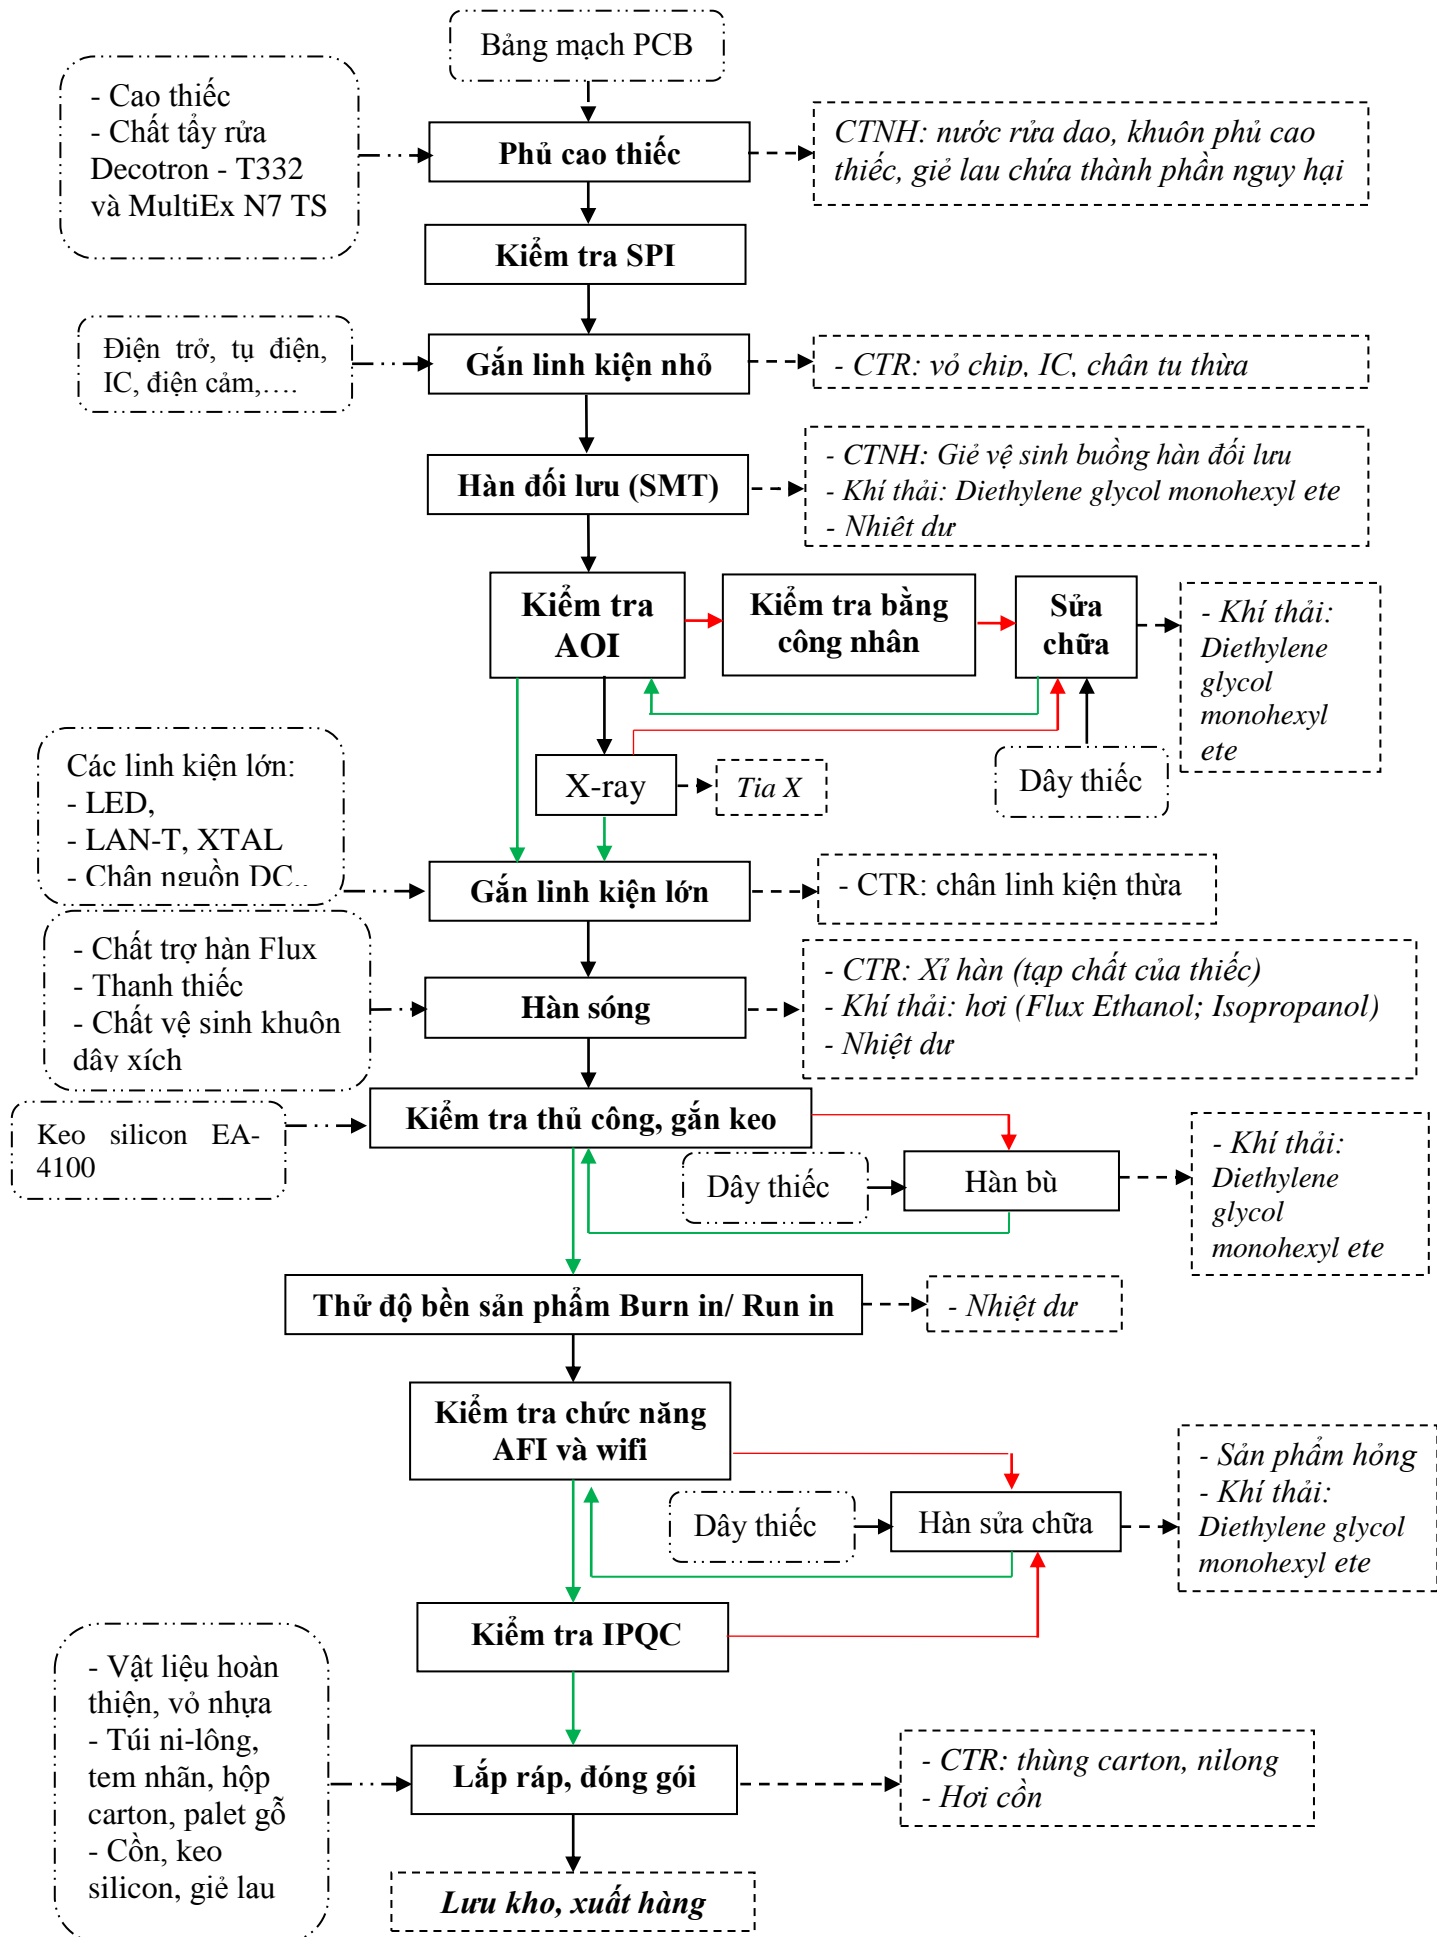 Bảng mạch PCB
- Cao thiếc
- Chất tẩy rửa
Decotron - T332
và MultiEx N7 TS
Phủ cao thiếc
CTNH: nước rửa dao, khuôn phủ cao
thiếc, giẻ lau chứa thành phần nguy hại
Kiểm tra SPI
Điện trở, tụ điện,
IC, điện cảm,....
Gắn linh kiện nhỏ
- CTR: vỏ chip, IC, chân tụ thừa
Hàn đối lưu (SMT)
- CTNH: Giẻ vệ sinh buồng hàn đối lưu
- Khí thải: Diethylene glycol monohexyl ete
- Nhiệt dư
Kiểm tra
AOI
Kiểm tra bằng
công nhân
Sửa
chữa
- Khí thải:
Diethylene
glycol
monohexyl
ete
X-ray
Tia X
Dây thiếc
Các linh kiện lớn:
- LED,
- LAN-T, XTAL
- Chân nguồn DC..
Gắn linh kiện lớn
- CTR: chân linh kiện thừa
- Chất trợ hàn Flux
- Thanh thiếc
- Chất vệ sinh khuôn
dây xích
Hàn sóng
- CTR: Xỉ hàn (tạp chất của thiếc)
- Khí thải: hơi (Flux Ethanol; Isopropanol)
- Nhiệt dư
Keo silicon EA-
4100
Kiểm tra thủ công, gắn keo
Dây thiếc
Hàn bù
- Khí thải:
Diethylene
glycol
monohexyl ete
Thử độ bền sản phẩm Burn in/ Run in
- Nhiệt dư
Kiểm tra chức năng
AFI và wifi
Dây thiếc
Hàn sửa chữa
- Sản phẩm hỏng
- Khí thải:
Diethylene glycol
monohexyl ete
Kiểm tra IPQC
- Vật liệu hoàn
thiện, vỏ nhựa
- Túi ni-lông,
tem nhãn, hộp
carton, palet gỗ
- Cồn, keo
silicon, giẻ lau
Lắp ráp, đóng gói
- CTR: thùng carton, nilong
- Hơi cồn
Lưu kho, xuất hàng